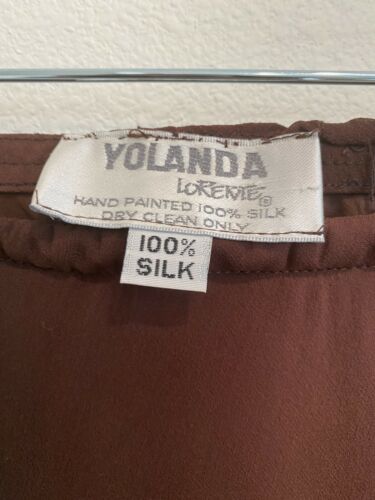 YOLANDA
LORENTE®
HAND PAINTED 100% SILK
DRY CLEAN ONLY
100%
SILK